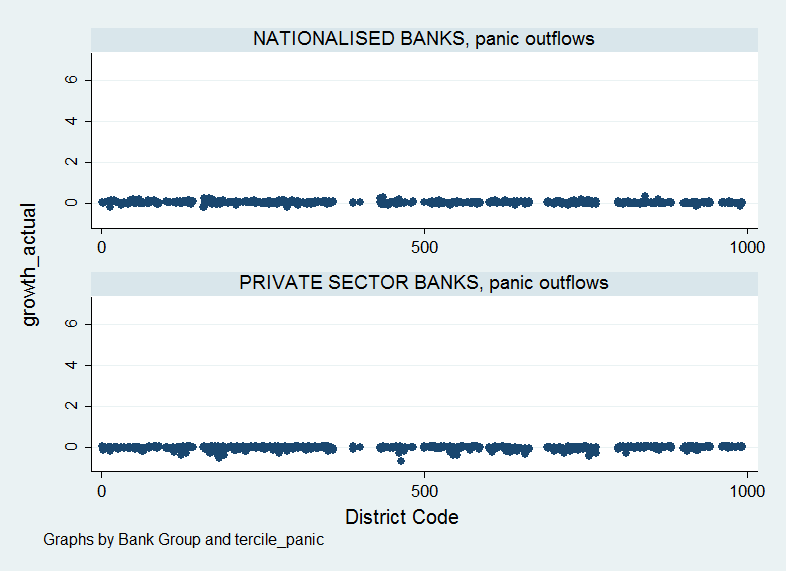 NATIONALISED BANKS, panic outflows
6
4
2
0
0 500 1000
growth_actual
PRIVATE SECTOR BANKS, panic outflows
6
4
2
0
0 500 1000
District Code
Graphs by Bank Group and tercile_panic